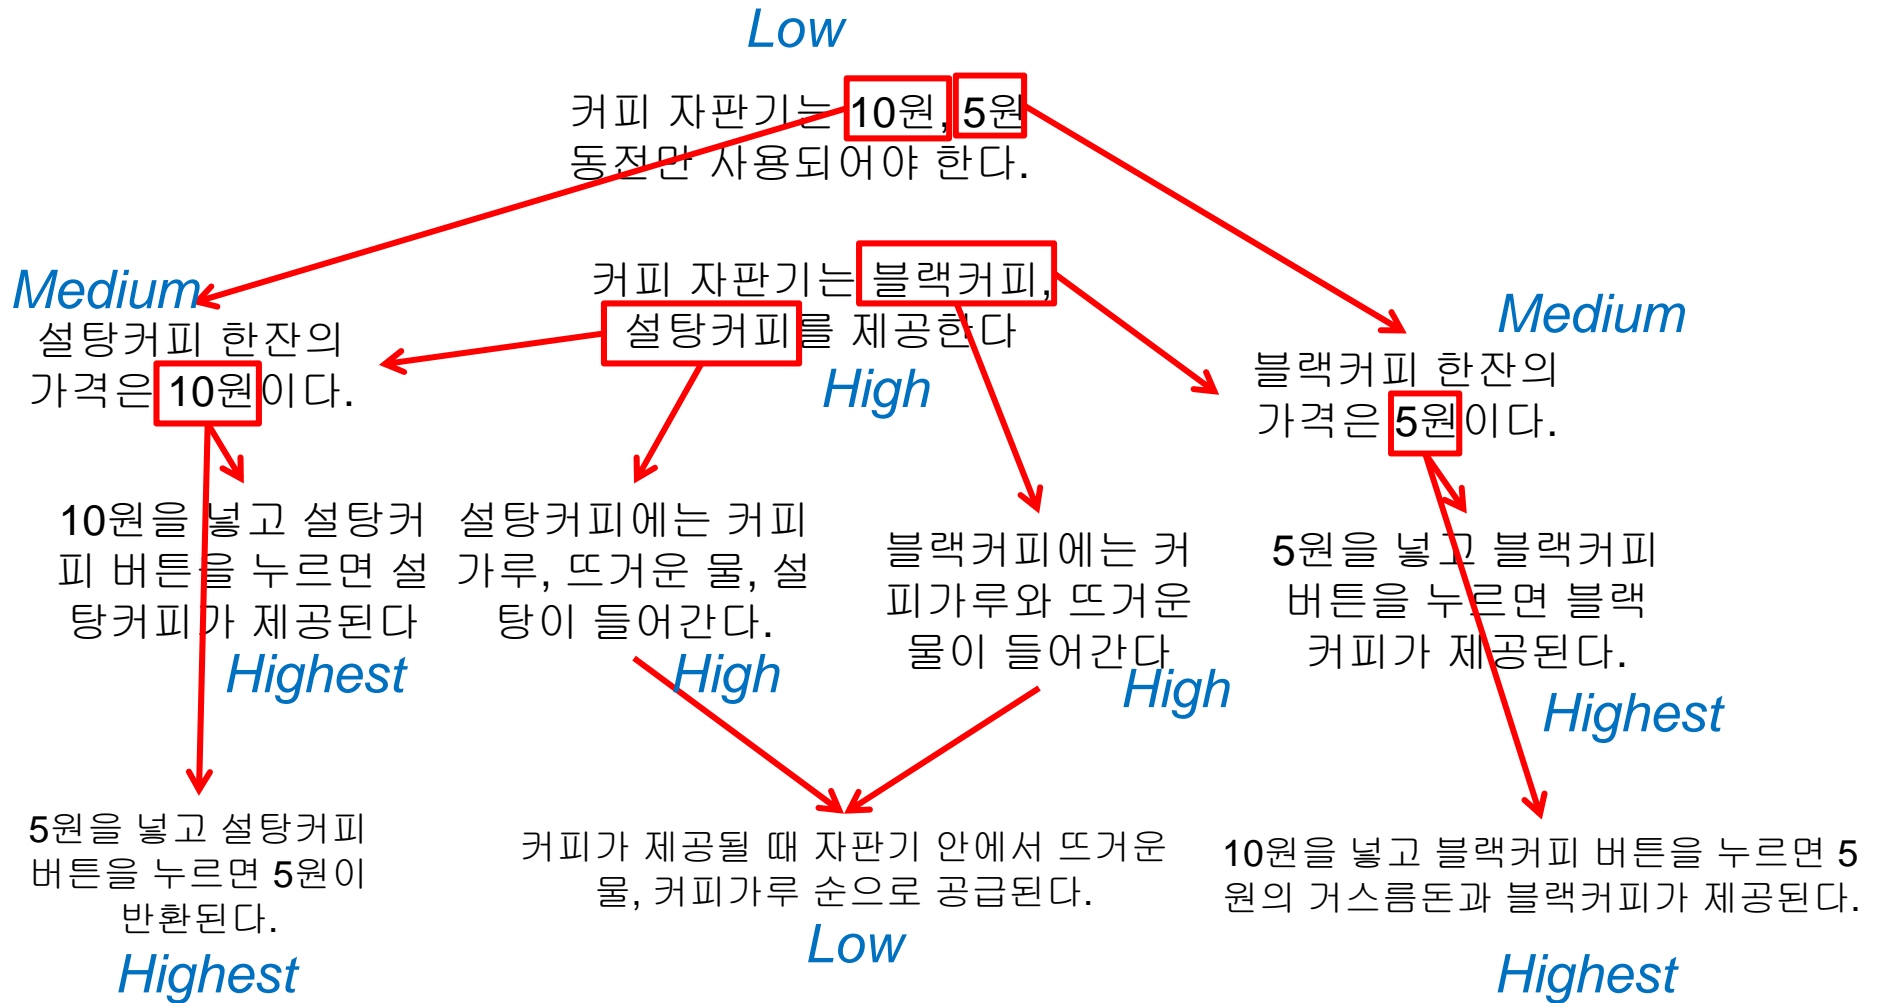 Low
커피 자판기는 10원, 5원
동전만 사용되어야 한다.
커피 자판기는 블랙커피,
설탕커피를 제공한다
High
Medium
설탕커피 한잔의
가격은 10원이다.
Medium
블랙커피 한잔의
가격은 5원이다.
10원을 넣고 설탕커
피 버튼을 누르면 설
탕커피가 제공된다
Highest
설탕커피에는 커피
가루, 뜨거운 물, 설
탕이 들어간다.
High
블랙커피에는 커
피가루와 뜨거운
물이 들어간다
High
5원을 넣고 블랙커피
버튼을 누르면 블랙
커피가 제공된다.
Highest
5원을 넣고 설탕커피
버튼을 누르면 5원이
반환된다.
Highest
커피가 제공될 때 자판기 안에서 뜨거운
물, 커피가루 순으로 공급된다.
Low
10원을 넣고 블랙커피 버튼을 누르면 5
원의 거스름돈과 블랙커피가 제공된다.
Highest